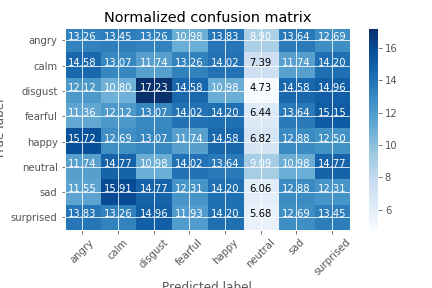 Normalized confusion matrix
angry 13.26 13.45 13.26 10.98 13.83 8.90 13.64 12.69
calm 14.58 13.07 11.74 13.26 14.02 7.39 11.74 14.20
disgust 12.12 10.80 17.23 14.58 10.98 4.73 14.58 14.96
fearful 11.36 12.12 13.07 14.02 14.20 6.44 13.64 15.15
happy 15.72 12.69 13.07 11.74 14.58 6.82 12.88 12.50
neutral 11.74 14.77 10.98 14.02 13.64 9.09 10.98 14.77
sad 11.55 15.91 14.77 12.31 14.20 6.06 12.88 12.31
surprised 13.83 13.26 14.96 11.93 14.20 5.68 12.69 13.45
angry calm disgust fearful happy neutral sad surprised
Predicted label
True label
16
14
12
10
8
6